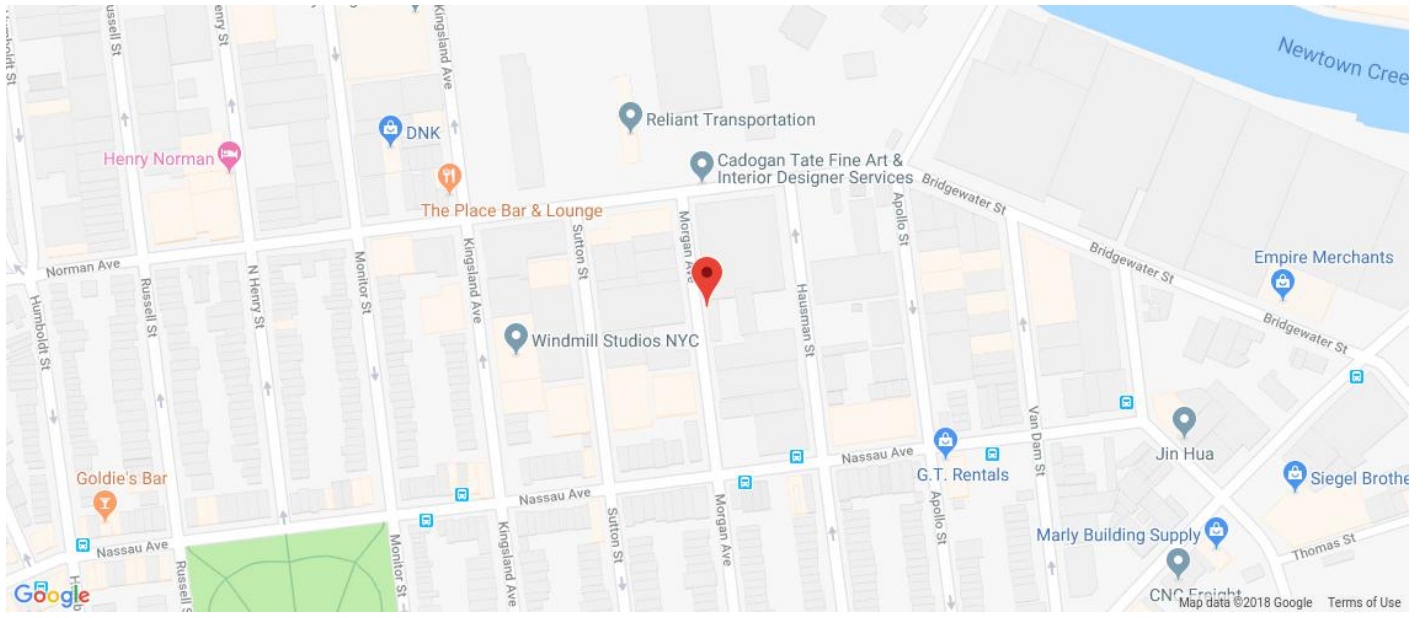 Humboldt St
Russell St
Henry St
Kingsland Ave
Newtown Cree
DNK
Reliant Transportation
Henry Norman
Cadogan Tate Fine Art &
Interior Designer Services
The Place Bar & Lounge
Bridgewater St
Apollo St
Norman Ave
Humboldt St
Russell St
N Henry St
Monitor St
Kingsland Ave
Sutton St
Morgan Ave
Hausman St
Bridgewater St
Empire Merchants
Bridgewater St
Windmill Studios NYC
Van Dam St
Nassau Ave
Jin Hua
G.T. Rentals
Siegel Brothe
Goldie's Bar
Nassau Ave
Kingsland Ave
Sutton St
Morgan Ave
Apollo St
Marly Building Supply
Thomas St
Nassau Ave
Monitor St
Russell S
Google
CNC Freight
Map data ©2018 Google
Terms of Use